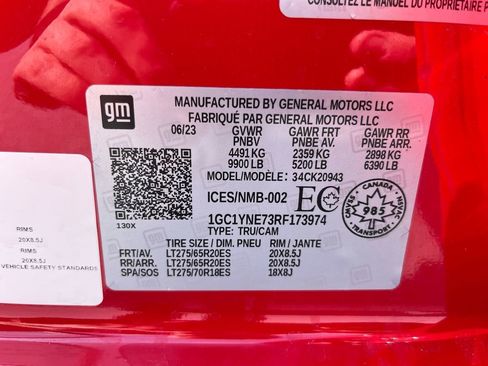 CONSULTEZ LE MANUEL DU PROPRIÉTAIRE P
gm
MANUFACTURED BY GENERAL MOTORS LLC
FABRIQUÉ PAR GENERAL MOTORS LLC
06/23 GVWR GAWR FRT GAWR RR
PNBV PNBE AV. PNBE ARR.
4491 KG 2359 KG 2898 KG
9900 LB 5200 LB 6390 LB
MODEL/MODÈLE: 34CK20943
ICES/NMB-002 EC
1GC1YNE73RF173974
130X
TYPE: TRU/CAM
TIRE SIZE / DIM. PNEU RIM / JANTE
FRT/AV. LT275/65R20ES 20X8.5J
RR/ARR. LT275/65R20ES 20X8.5J
SPA/SOS LT275/70R18ES 18X8J
CANADA
985
RIMS
20X8.5J
RIMS
20X8.5J
VEHICLE SAFETY STANDARDS